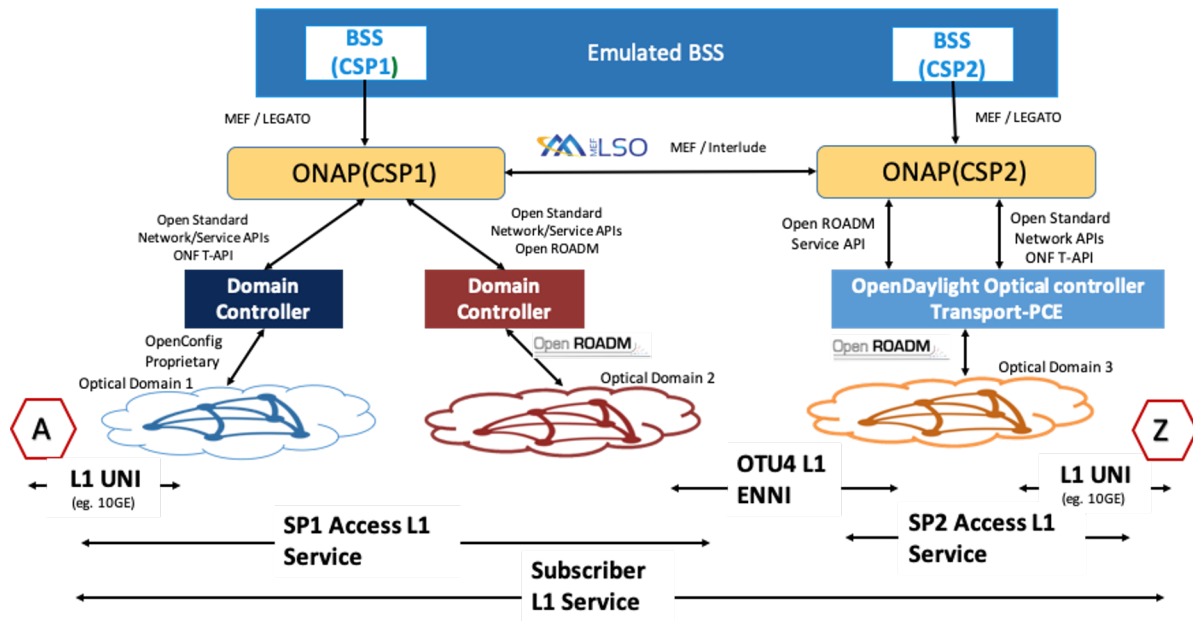 BSS
(CSP1)
Emulated BSS
BSS
(CSP2)
MEF / LEGATO
MEF / LEGATO
MEF LSO
MEF / Interlude
ONAP(CSP1)
ONAP(CSP2)
Open Standard
Network/Service APIs
ONF T-API
Open Standard
Network/Service APIs
Open ROADM
Open ROADM
Service API
Open Standard
Network APIs
ONF T-API
Domain
Controller
Domain
Controller
OpenDaylight Optical controller
Transport-PCE
OpenConfig
Proprietary
Open ROADM
Open ROADM
Optical Domain 1
Optical Domain 2
Optical Domain 3
A
Z
L1 UNI
(eg. 10GE)
OTU4 L1
ENNI
L1 UNI
(eg. 10GE)
SP1 Access L1
Service
SP2 Access L1
Service
Subscriber
L1 Service